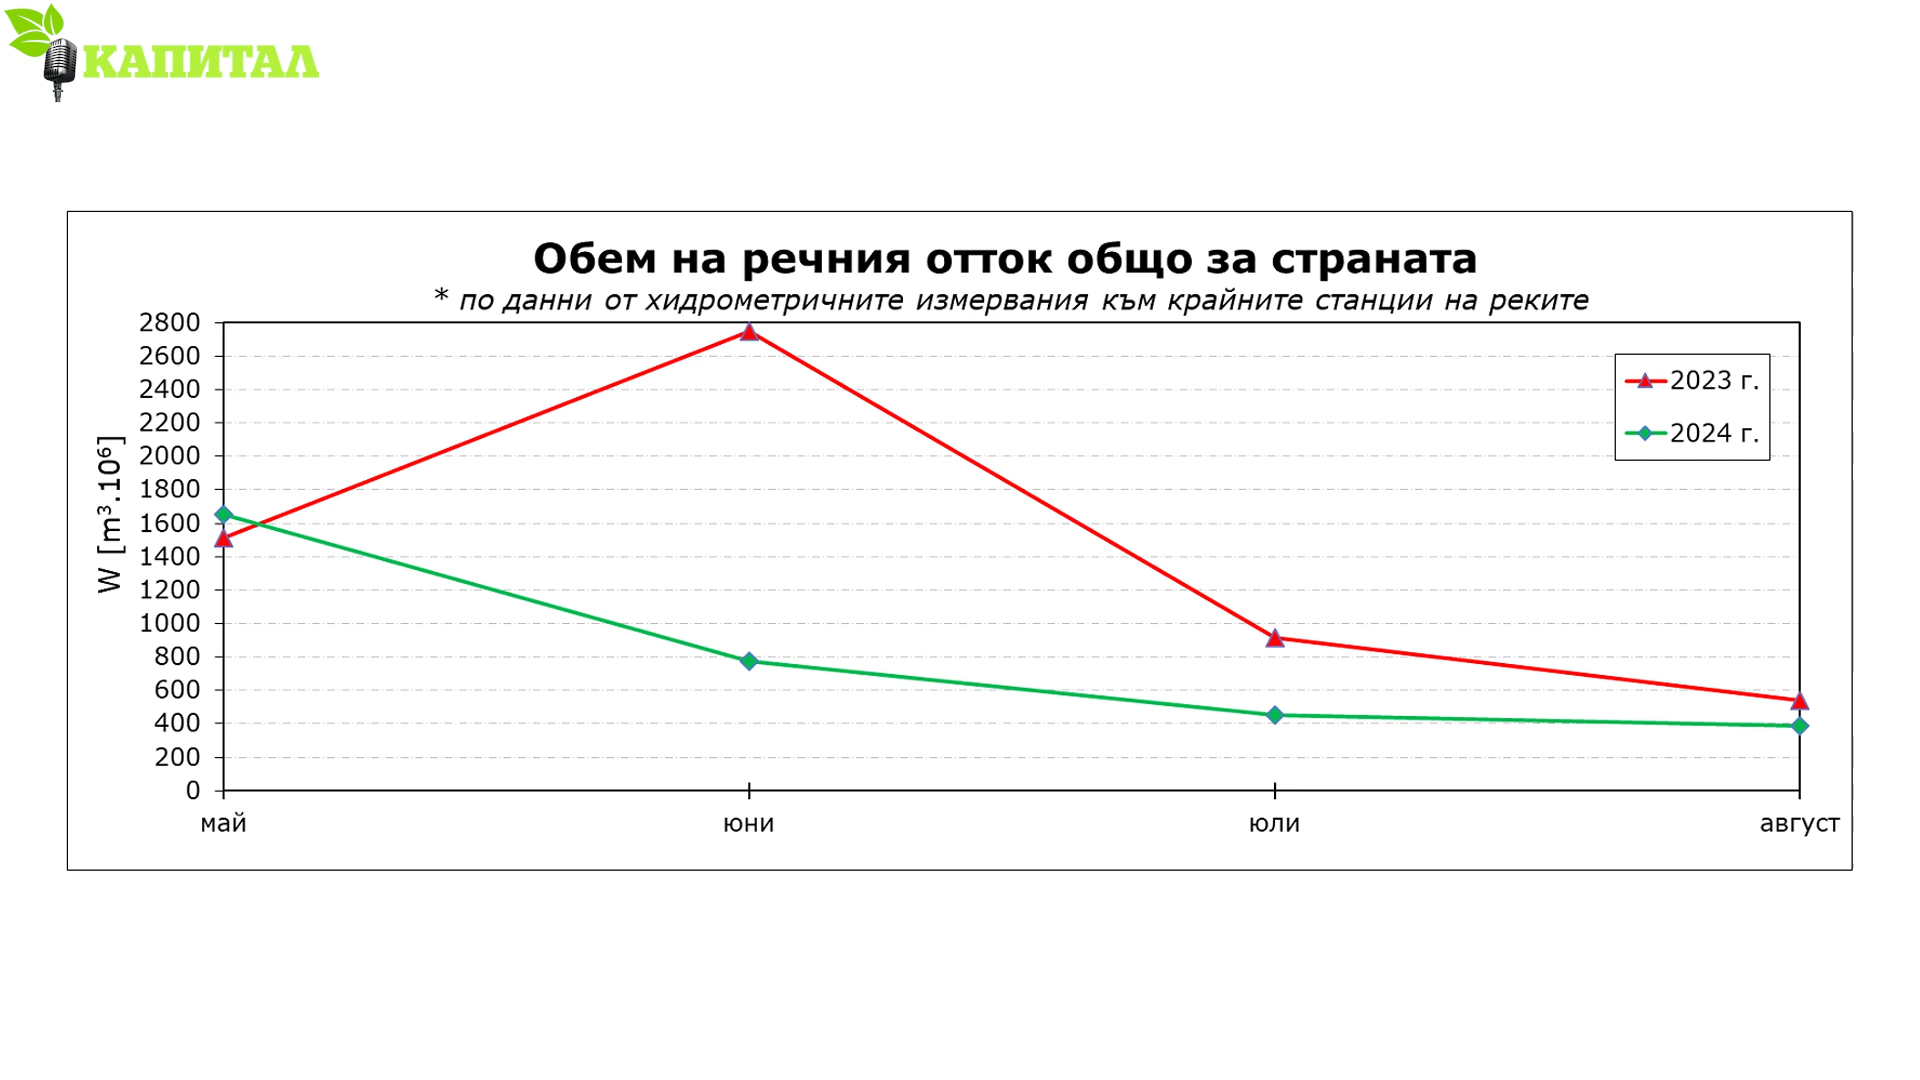 КАПИТАЛ
Обем на речния отток общо за страната
* по данни от хидрометричните измервания към крайните станции на реките
W [m³.10⁶]
2800
2600
2400
2200
2000
1800
1600
1400
1200
1000
800
600
400
200
0
2023 г.
2024 г.
май юни юли август